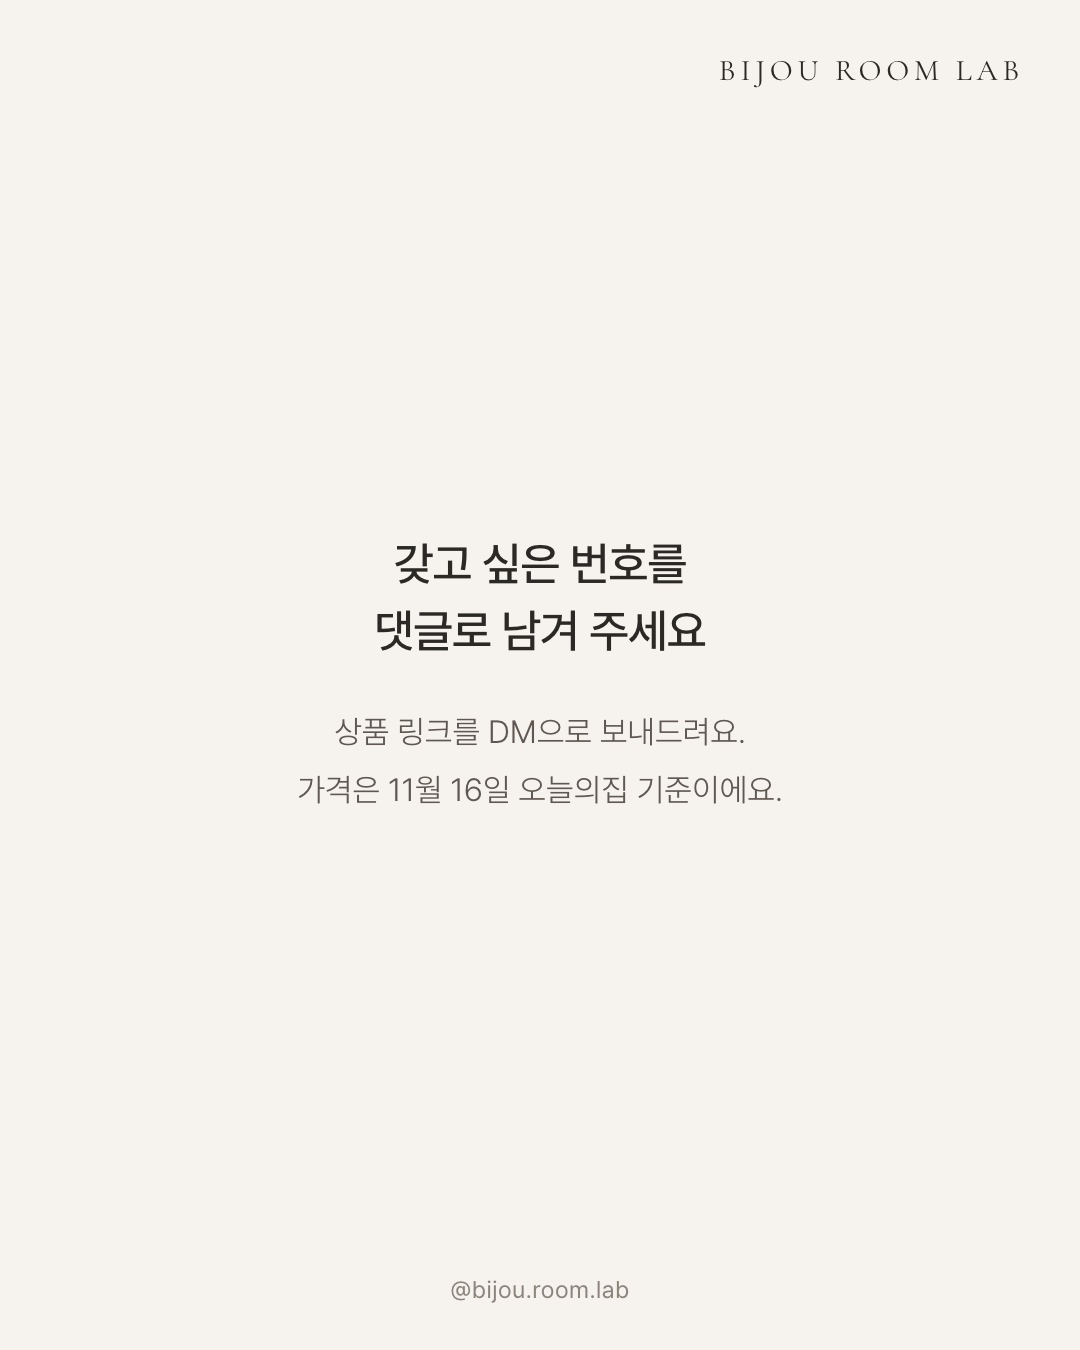 BIJOU ROOM LAB
갖고 싶은 번호를
댓글로 남겨 주세요
상품 링크를 DM으로 보내드려요.
가격은 11월 16일 오늘의집 기준이에요.
@bijou.room.lab